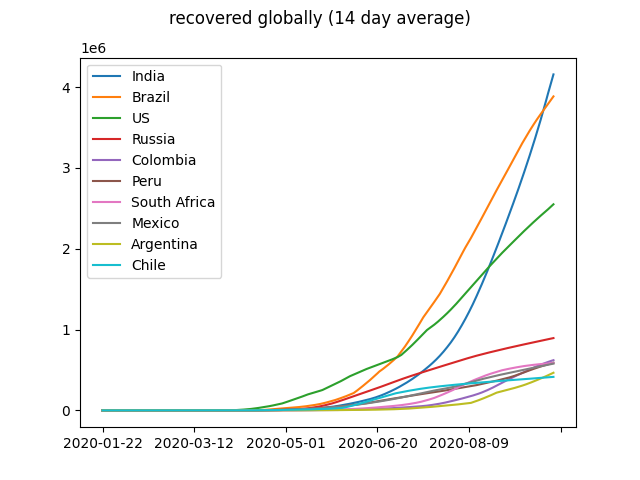 recovered globally (14 day average)
1e6
4
3
2
1
0
India
Brazil
US
Russia
Colombia
Peru
South Africa
Mexico
Argentina
Chile
2020-01-22 2020-03-12 2020-05-01 2020-06-20 2020-08-09